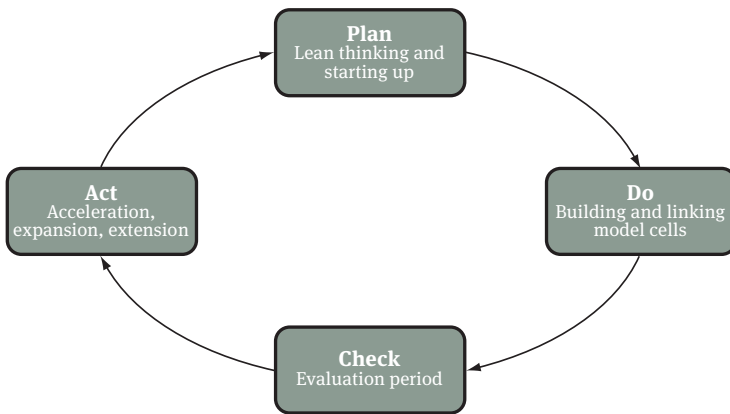 Plan
Lean thinking and
starting up
Act
Acceleration,
expansion, extension
Do
Building and linking
model cells
Check
Evaluation period